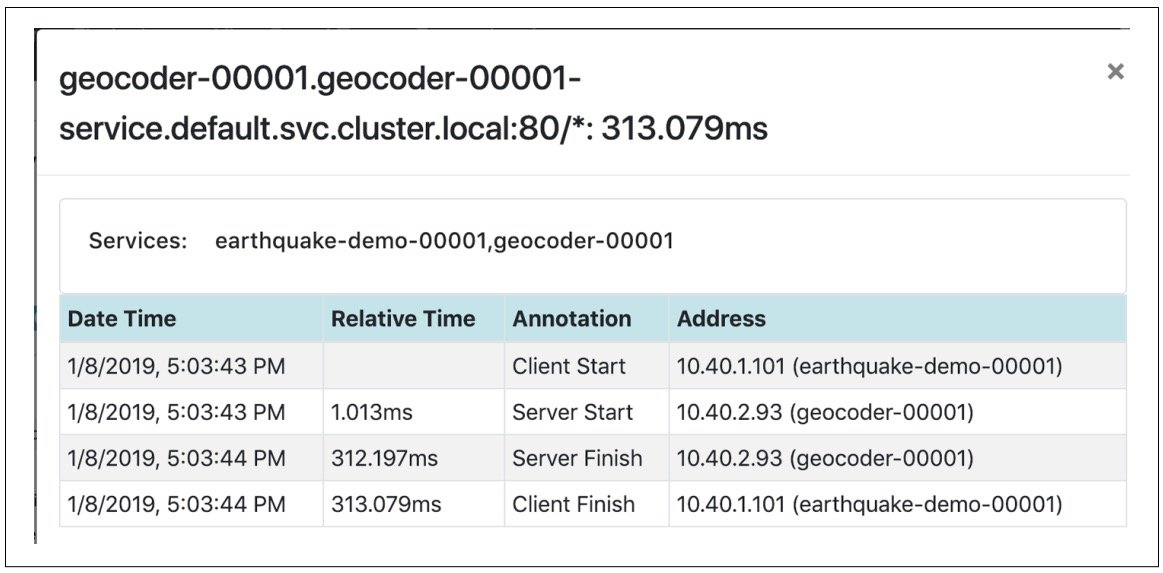 geocoder-00001.geocoder-00001-
service.default.svc.cluster.local:80/*: 313.079ms
×
Services: earthquake-demo-00001,geocoder-00001
Date Time Relative Time Annotation Address
1/8/2019, 5:03:43 PM Client Start 10.40.1.101 (earthquake-demo-00001)
1/8/2019, 5:03:43 PM 1.013ms Server Start 10.40.2.93 (geocoder-00001)
1/8/2019, 5:03:44 PM 312.197ms Server Finish 10.40.2.93 (geocoder-00001)
1/8/2019, 5:03:44 PM 313.079ms Client Finish 10.40.1.101 (earthquake-demo-00001)